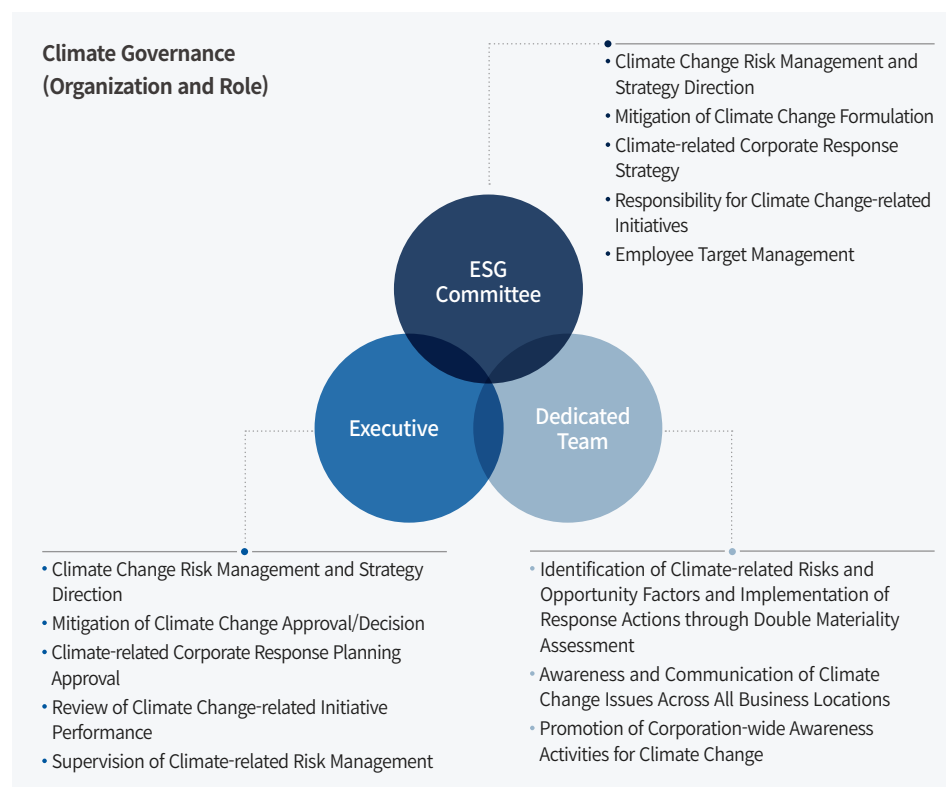 Climate Governance
(Organization and Role)
• Climate Change Risk Management and
Strategy Direction
• Mitigation of Climate Change Formulation
• Climate-related Corporate Response
Strategy
• Responsibility for Climate Change-related
Initiatives
• Employee Target Management
ESG
Committee
Executive
Dedicated
Team
• Climate Change Risk Management and Strategy
Direction
• Mitigation of Climate Change Approval/Decision
• Climate-related Corporate Response Planning
Approval
• Review of Climate Change-related Initiative
Performance
• Supervision of Climate-related Risk Management
• Identification of Climate-related Risks and
Opportunity Factors and Implementation of
Response Actions through Double Materiality
Assessment
• Awareness and Communication of Climate
Change Issues Across All Business Locations
• Promotion of Corporation-wide Awareness
Activities for Climate Change